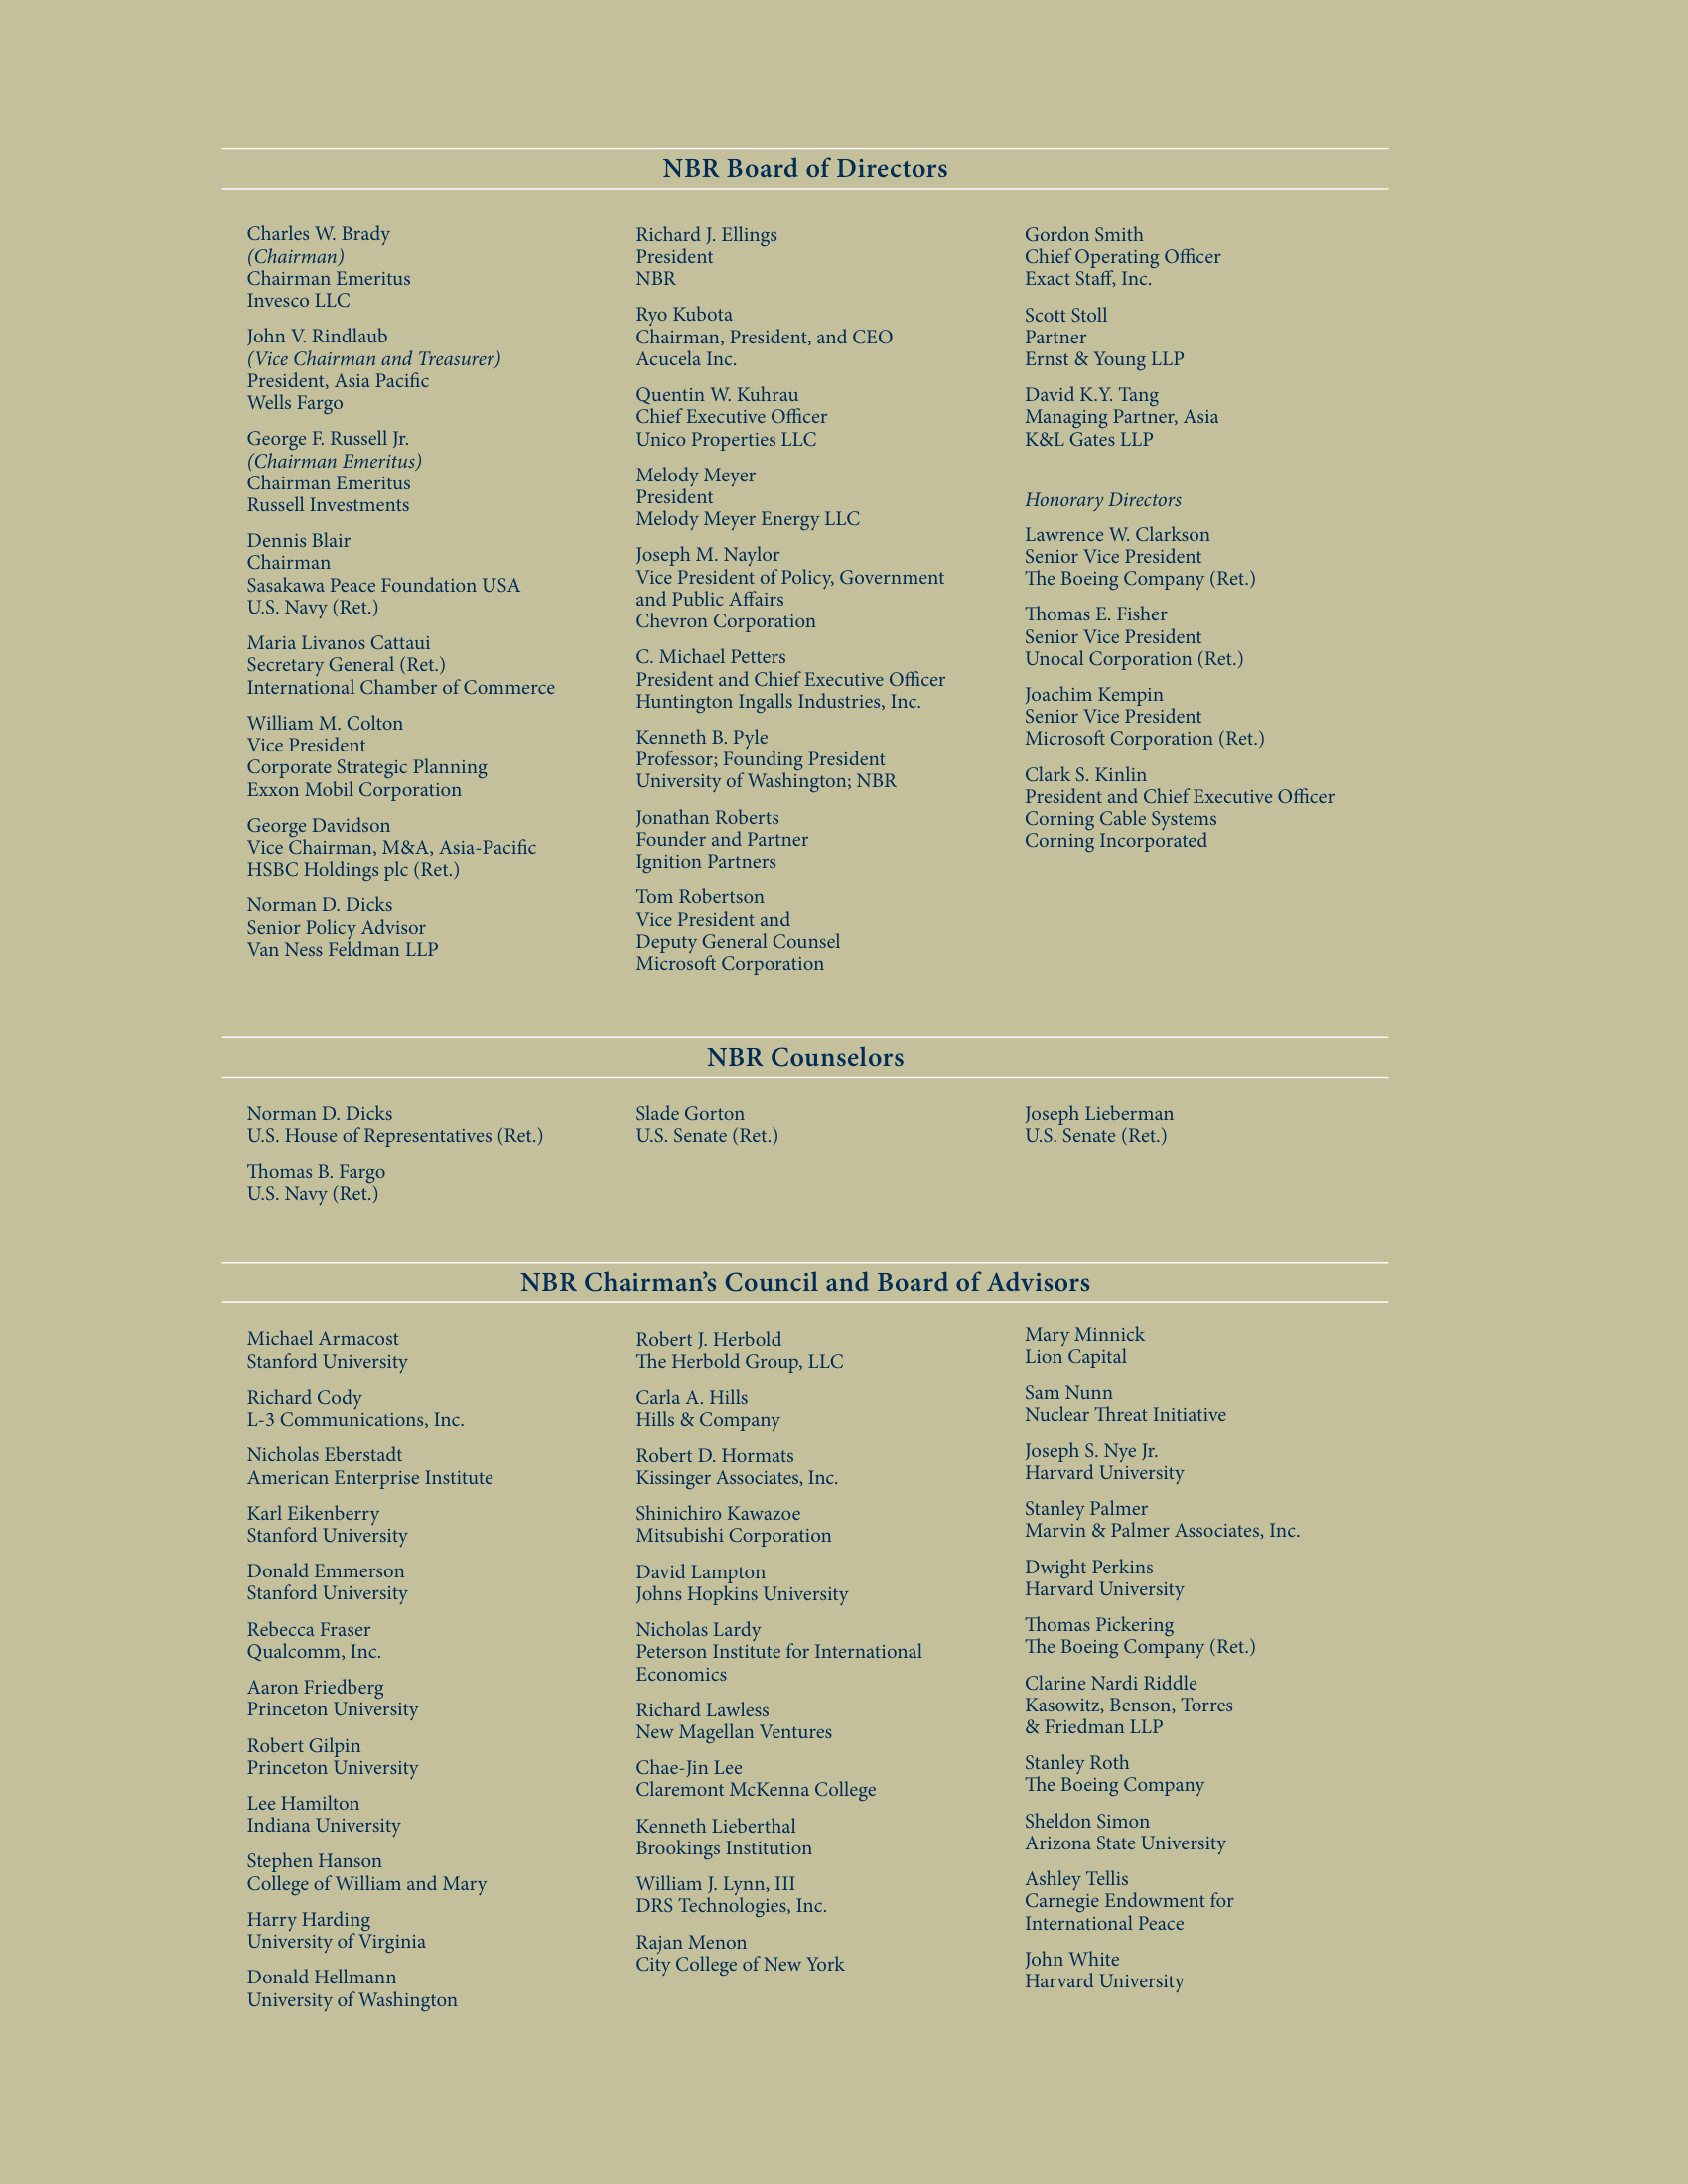 NBR Board of Directors
Charles W. Brady
(Chairman)
Chairman Emeritus
Invesco LLC
John V. Rindlaub
(Vice Chairman and Treasurer)
President, Asia Pacific
Wells Fargo
George F. Russell Jr.
(Chairman Emeritus)
Chairman Emeritus
Russell Investments
Dennis Blair
Chairman
Sasakawa Peace Foundation USA
U.S. Navy (Ret.)
Maria Livanos Cattaui
Secretary General (Ret.)
International Chamber of Commerce
William M. Colton
Vice President
Corporate Strategic Planning
Exxon Mobil Corporation
George Davidson
Vice Chairman, M&A, Asia-Pacific
HSBC Holdings plc (Ret.)
Norman D. Dicks
Senior Policy Advisor
Van Ness Feldman LLP
Richard J. Ellings
President
NBR
Ryo Kubota
Chairman, President, and CEO
Acucela Inc.
Quentin W. Kuhrau
Chief Executive Officer
Unico Properties LLC
Melody Meyer
President
Melody Meyer Energy LLC
Joseph M. Naylor
Vice President of Policy, Government
and Public Affairs
Chevron Corporation
C. Michael Petters
President and Chief Executive Officer
Huntington Ingalls Industries, Inc.
Kenneth B. Pyle
Professor; Founding President
University of Washington; NBR
Jonathan Roberts
Founder and Partner
Ignition Partners
Tom Robertson
Vice President and
Deputy General Counsel
Microsoft Corporation
Gordon Smith
Chief Operating Officer
Exact Staff, Inc.
Scott Stoll
Partner
Ernst & Young LLP
David K.Y. Tang
Managing Partner, Asia
K&L Gates LLP
Honorary Directors
Lawrence W. Clarkson
Senior Vice President
The Boeing Company (Ret.)
Thomas E. Fisher
Senior Vice President
Unocal Corporation (Ret.)
Joachim Kempin
Senior Vice President
Microsoft Corporation (Ret.)
Clark S. Kinlin
President and Chief Executive Officer
Corning Cable Systems
Corning Incorporated
NBR Counselors
Norman D. Dicks
U.S. House of Representatives (Ret.)
Thomas B. Fargo
U.S. Navy (Ret.)
Slade Gorton
U.S. Senate (Ret.)
Joseph Lieberman
U.S. Senate (Ret.)
NBR Chairman’s Council and Board of Advisors
Michael Armacost
Stanford University
Richard Cody
L-3 Communications, Inc.
Nicholas Eberstadt
American Enterprise Institute
Karl Eikenberry
Stanford University
Donald Emmerson
Stanford University
Rebecca Fraser
Qualcomm, Inc.
Aaron Friedberg
Princeton University
Robert Gilpin
Princeton University
Lee Hamilton
Indiana University
Stephen Hanson
College of William and Mary
Harry Harding
University of Virginia
Donald Hellmann
University of Washington
Robert J. Herbold
The Herbold Group, LLC
Carla A. Hills
Hills & Company
Robert D. Hormats
Kissinger Associates, Inc.
Shinichiro Kawazoe
Mitsubishi Corporation
David Lampton
Johns Hopkins University
Nicholas Lardy
Peterson Institute for International
Economics
Richard Lawless
New Magellan Ventures
Chae-Jin Lee
Claremont McKenna College
Kenneth Lieberthal
Brookings Institution
William J. Lynn, III
DRS Technologies, Inc.
Rajan Menon
City College of New York
Mary Minnick
Lion Capital
Sam Nunn
Nuclear Threat Initiative
Joseph S. Nye Jr.
Harvard University
Stanley Palmer
Marvin & Palmer Associates, Inc.
Dwight Perkins
Harvard University
Thomas Pickering
The Boeing Company (Ret.)
Clarine Nardi Riddle
Kasowitz, Benson, Torres
& Friedman LLP
Stanley Roth
The Boeing Company
Sheldon Simon
Arizona State University
Ashley Tellis
Carnegie Endowment for
International Peace
John White
Harvard University